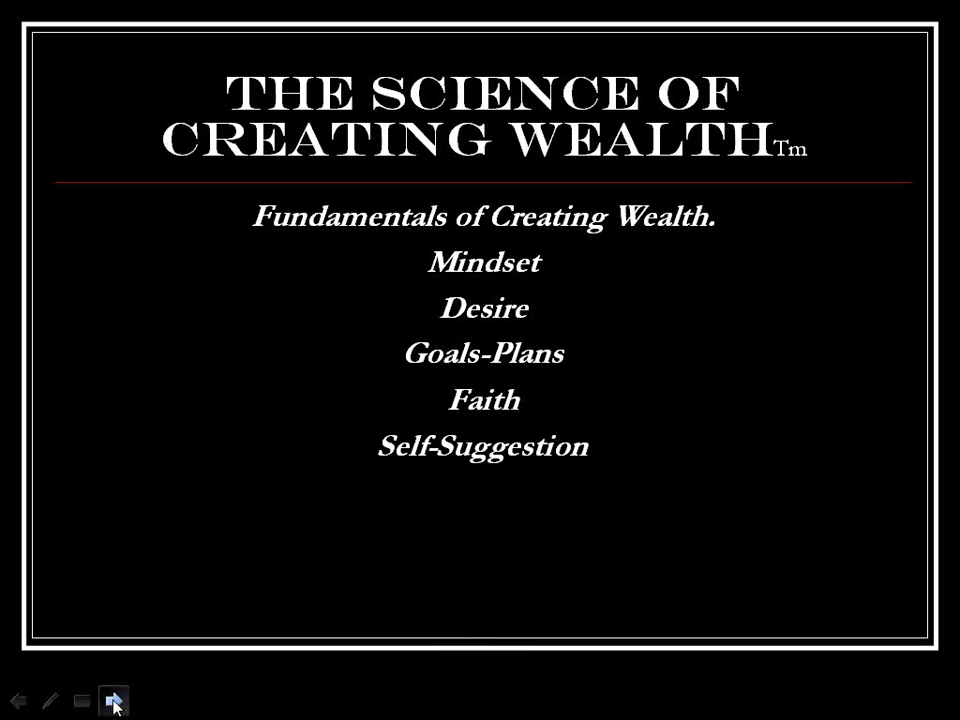 THE SCIENCE OF
CREATING WEALTHTm
Fundamentals of Creating Wealth.
Mindset
Desire
Goals-Plans
Faith
Self-Suggestion